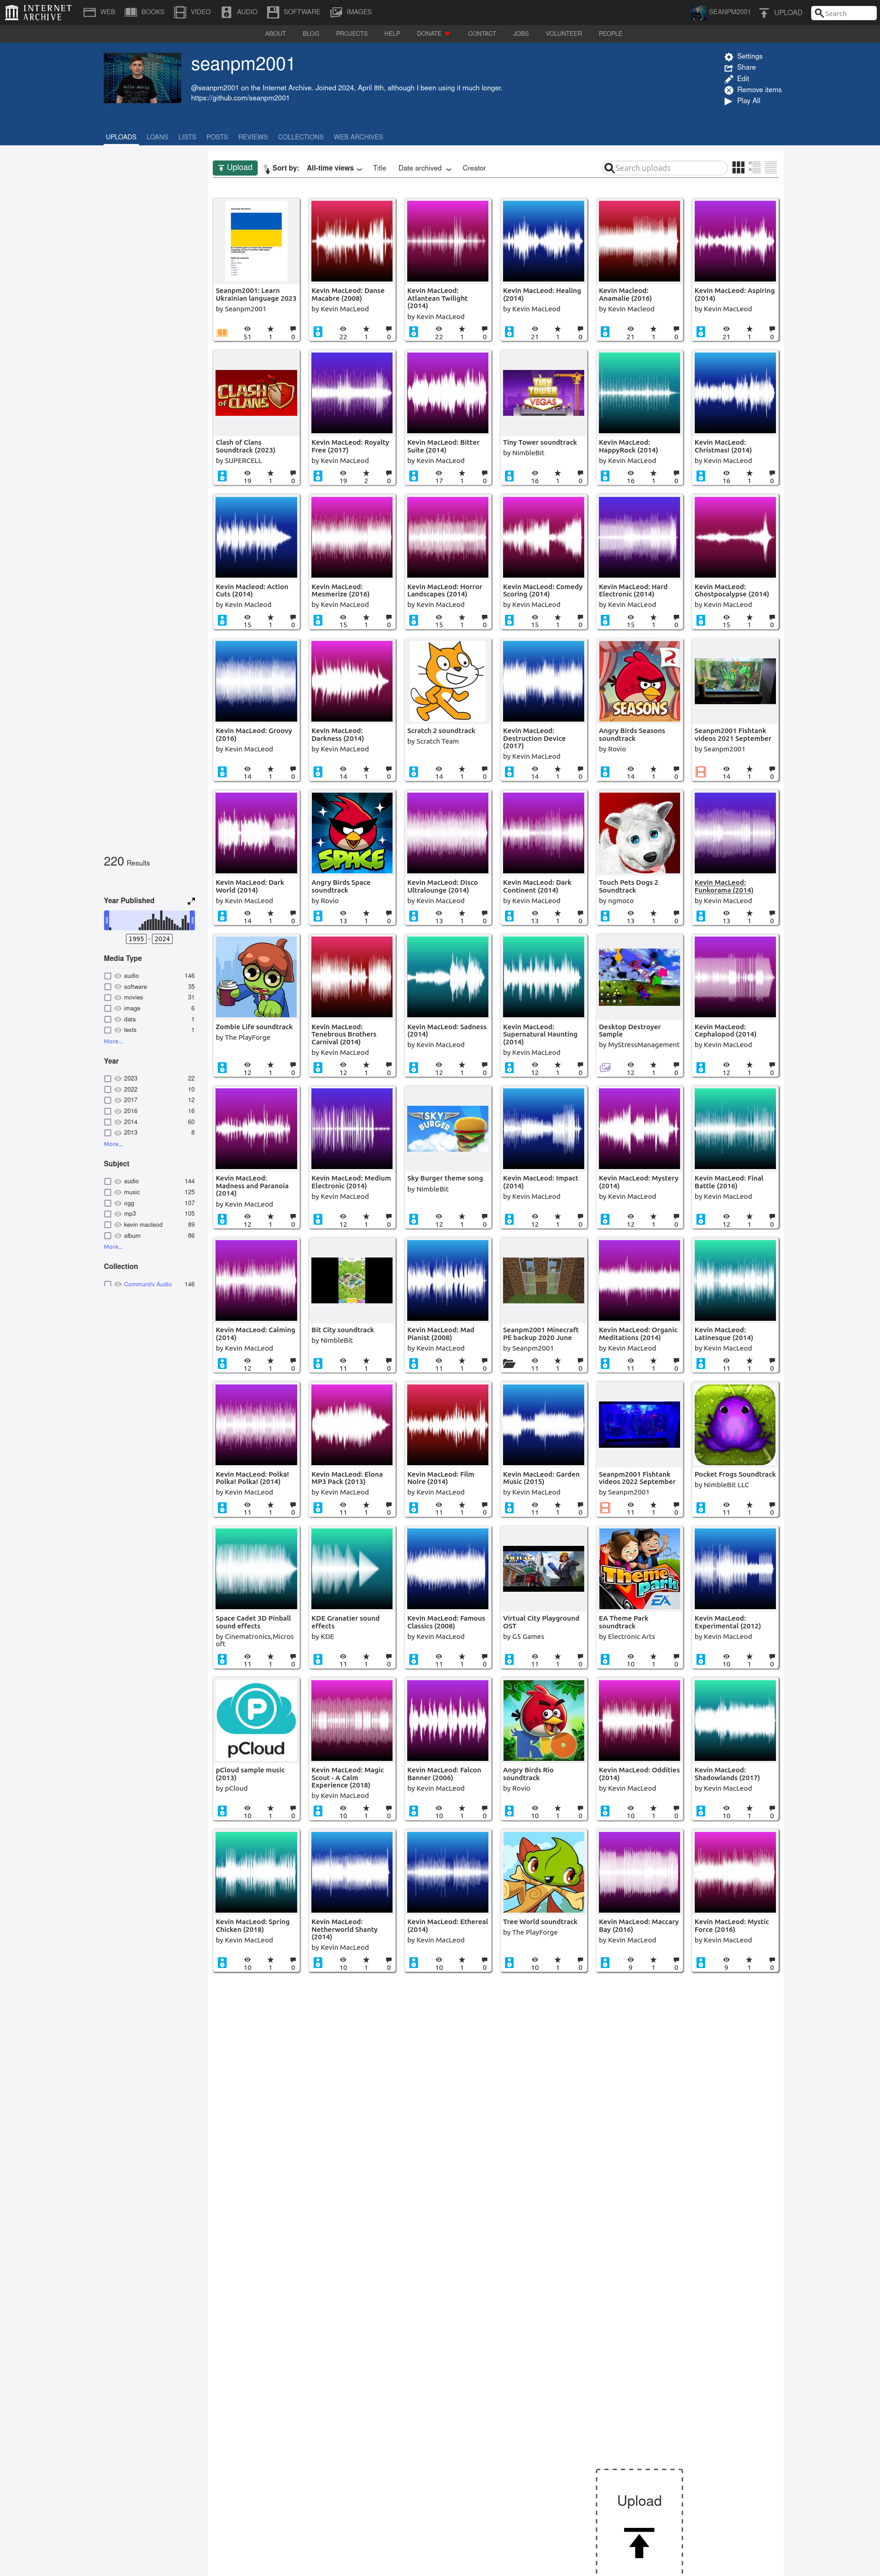 INTERNET ARCHIVE
WEB BOOKS VIDEO AUDIO SOFTWARE IMAGES SEANPM2001 UPLOAD Search
ABOUT BLOG PROJECTS HELP DONATE CONTACT JOBS VOLUNTEER PEOPLE
seanpm2001
@seanpm2001 on the Internet Archive. Joined 2024, April 8th, although I been using it much longer.
https://github.com/seanpm2001
Settings
Share
Edit
Remove items
Play All
UPLOADS LOANS LISTS POSTS REVIEWS COLLECTIONS WEB ARCHIVES
Upload Sort by: All-time views Title Date archived Creator Search uploads
220 Results
Year Published
1995 - 2024
Media Type
audio 146
software 35
movies 31
image 6
data 1
texts 1
More...
Year
2023 22
2022 10
2017 12
2016 16
2014 60
2013 8
More...
Subject
audio 144
music 125
ogg 107
mp3 105
kevin macleod 89
album 86
More...
Collection
Community Audio 146
Seanpm2001: Learn
Ukrainian language 2023
by Seanpm2001
51 1 0
Kevin MacLeod: Danse
Macabre (2008)
by Kevin MacLeod
22 1 0
Kevin MacLeod:
Atlantean Twilight
(2014)
by Kevin MacLeod
22 1 0
Kevin MacLeod: Healing
(2014)
by Kevin MacLeod
21 1 0
Kevin Macleod:
Anamalie (2016)
by Kevin Macleod
21 1 0
Kevin MacLeod: Aspiring
(2014)
by Kevin MacLeod
21 1 0
CLASH OF CLANS
Clash of Clans
Soundtrack (2023)
by SUPERCELL
19 1 0
Kevin MacLeod: Royalty
Free (2017)
by Kevin MacLeod
19 2 0
Kevin MacLeod: Bitter
Suite (2014)
by Kevin MacLeod
17 1 0
TINY TOWER VEGAS
Tiny Tower soundtrack
by NimbleBit
16 1 0
Kevin MacLeod:
HappyRock (2014)
by Kevin MacLeod
16 1 0
Kevin MacLeod:
Christmas! (2014)
by Kevin MacLeod
16 1 0
Kevin Macleod: Action
Cuts (2014)
by Kevin Macleod
15 1 0
Kevin MacLeod:
Mesmerize (2016)
by Kevin MacLeod
15 1 0
Kevin MacLeod: Horror
Landscapes (2014)
by Kevin MacLeod
15 1 0
Kevin MacLeod: Comedy
Scoring (2014)
by Kevin MacLeod
15 1 0
Kevin MacLeod: Hard
Electronic (2014)
by Kevin MacLeod
15 1 0
Kevin MacLeod:
Ghostpocalypse (2014)
by Kevin MacLeod
15 1 0
Kevin MacLeod: Groovy
(2016)
by Kevin MacLeod
14 1 0
Kevin MacLeod:
Darkness (2014)
by Kevin MacLeod
14 1 0
Scratch 2 soundtrack
by Scratch Team
14 1 0
Kevin MacLeod:
Destruction Device
(2017)
by Kevin MacLeod
14 1 0
SEASONS
Angry Birds Seasons
soundtrack
by Rovio
14 1 0
Seanpm2001 Fishtank
videos 2021 September
by Seanpm2001
14 1 0
Kevin MacLeod: Dark
World (2014)
by Kevin MacLeod
14 1 0
SPACE
Angry Birds Space
soundtrack
by Rovio
13 1 0
Kevin MacLeod: Disco
Ultralounge (2014)
by Kevin MacLeod
13 1 0
Kevin MacLeod: Dark
Continent (2014)
by Kevin MacLeod
13 1 0
Touch Pets Dogs 2
Soundtrack
by ngmoco
13 1 0
Kevin MacLeod:
Funkorama (2014)
by Kevin MacLeod
13 1 0
Zombie Life soundtrack
by The PlayForge
12 1 0
Kevin MacLeod:
Tenebrous Brothers
Carnival (2014)
by Kevin MacLeod
12 1 0
Kevin MacLeod: Sadness
(2014)
by Kevin MacLeod
12 1 0
Kevin MacLeod:
Supernatural Haunting
(2014)
by Kevin MacLeod
12 1 0
Desktop Destroyer
Sample
by MyStressManagement
12 1 0
Kevin MacLeod:
Cephalopod (2014)
by Kevin MacLeod
12 1 0
Kevin MacLeod:
Madness and Paranoia
(2014)
by Kevin MacLeod
12 1 0
Kevin MacLeod: Medium
Electronic (2014)
by Kevin MacLeod
12 1 0
SKY BURGER
Sky Burger theme song
by NimbleBit
12 1 0
Kevin MacLeod: Impact
(2014)
by Kevin MacLeod
12 1 0
Kevin MacLeod: Mystery
(2014)
by Kevin MacLeod
12 1 0
Kevin MacLeod: Final
Battle (2016)
by Kevin MacLeod
12 1 0
Kevin MacLeod: Calming
(2014)
by Kevin MacLeod
12 1 0
Bit City soundtrack
by NimbleBit
11 1 0
Kevin MacLeod: Mad
Pianist (2008)
by Kevin MacLeod
11 1 0
Seanpm2001 Minecraft
PE backup 2020 June
by Seanpm2001
11 1 0
Kevin MacLeod: Organic
Meditations (2014)
by Kevin MacLeod
11 1 0
Kevin MacLeod:
Latinesque (2014)
by Kevin MacLeod
11 1 0
Kevin MacLeod: Polka!
Polka! Polka! (2014)
by Kevin MacLeod
11 1 0
Kevin MacLeod: Elona
MP3 Pack (2013)
by Kevin MacLeod
11 1 0
Kevin MacLeod: Film
Noire (2014)
by Kevin MacLeod
11 1 0
Kevin MacLeod: Garden
Music (2015)
by Kevin MacLeod
11 1 0
Seanpm2001 Fishtank
videos 2022 September
by Seanpm2001
11 1 0
Pocket Frogs Soundtrack
by NimbleBit LLC
11 1 0
Space Cadet 3D Pinball
sound effects
by Cinematronics,Micros
oft
11 1 0
KDE Granatier sound
effects
by KDE
11 1 0
Kevin MacLeod: Famous
Classics (2008)
by Kevin MacLeod
11 1 0
Virtual City Playground
OST
by G5 Games
11 1 0
Theme Park
EA
EA Theme Park
soundtrack
by Electronic Arts
10 1 0
Kevin MacLeod:
Experimental (2012)
by Kevin MacLeod
10 1 0
pCloud
pCloud sample music
(2013)
by pCloud
10 1 0
Kevin MacLeod: Magic
Scout - A Calm
Experience (2018)
by Kevin MacLeod
10 1 0
Kevin MacLeod: Falcon
Banner (2006)
by Kevin MacLeod
10 1 0
RIO
Angry Birds Rio
soundtrack
by Rovio
10 1 0
Kevin MacLeod: Oddities
(2014)
by Kevin MacLeod
10 1 0
Kevin MacLeod:
Shadowlands (2017)
by Kevin MacLeod
10 1 0
Kevin MacLeod: Spring
Chicken (2018)
by Kevin MacLeod
10 1 0
Kevin MacLeod:
Netherworld Shanty
(2014)
by Kevin MacLeod
10 1 0
Kevin MacLeod: Ethereal
(2014)
by Kevin MacLeod
10 1 0
Tree World soundtrack
by The PlayForge
10 1 0
Kevin MacLeod: Maccary
Bay (2016)
by Kevin MacLeod
9 1 0
Kevin MacLeod: Mystic
Force (2016)
by Kevin MacLeod
9 1 0
Upload